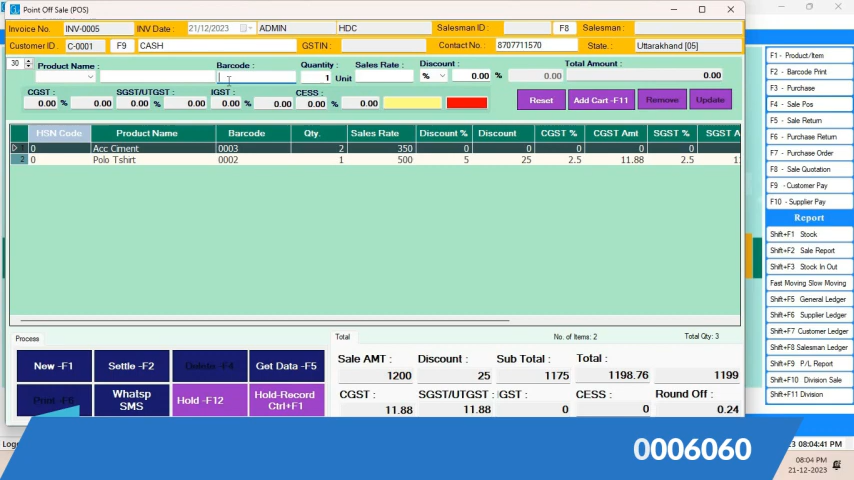 Point Off Sale (POS)
Invoice No. INV-0005 INV Date : 21/12/2023 ADMIN HDC Salesman ID : F8 Salesman :
Customer ID. C-0001 F9 CASH GSTIN : Contact No.: 8707711570 State. : Uttarakhand [05]
30 Product Name : Barcode : Quantity : Sales Rate : Discount : Total Amount :
1 Unit % 0.00 0.00 0.00
CGST : SGST/UTGST : IGST : CESS :
0.00 % 0.00 0.00 % 0.00 0.00 % 0.00 0.00 % 0.00
Reset Add Cart -F11 Remove Update
HSN Code Product Name Barcode Qty. Sales Rate Discount % Discount CGST % CGST Amt SGST % SGST A
1 0 Acc Ciment 0003 2 350 0 0 0 0 0
2 0 Polo Tshirt 0002 1 500 5 25 2.5 11.88 2.5
Process
New -F1 Settle -F2 Delete -F4 Get Data -F5
Print -F6 Whatsp SMS Hold -F12 Hold-Record Ctrl+F1
Total No. of Items: 2 Total Qty: 3
Sale AMT : Discount : Sub Total : Total :
1200 25 1175 1198.76 1199
CGST : SGST/UTGST : IGST : CESS : Round Off :
11.88 11.88 0 0 0.24
F1 - Product/Item
F2 - Barcode Print
F3 - Purchase
F4 - Sale Pos
F5 - Sale Return
F6 - Purchase Return
F7 - Purchase Order
F8 - Sale Quotation
F9 - Customer Pay
F10 - Supplier Pay
Report
Shift+F1 Stock
Shift+F2 Sale Report
Shift+F3 Stock In Out
Fast Moving Slow Moving
Shift+F5 General Ledger
Shift+F6 Supplier Ledger
Shift+F7 Customer Ledger
Shift+F8 Salesman Ledger
Shift+F9 P/L Report
Shift+F10 Division Sale
Shift+F11 Division
08:04:41 PM
0006060
08:04 PM
21-12-2023